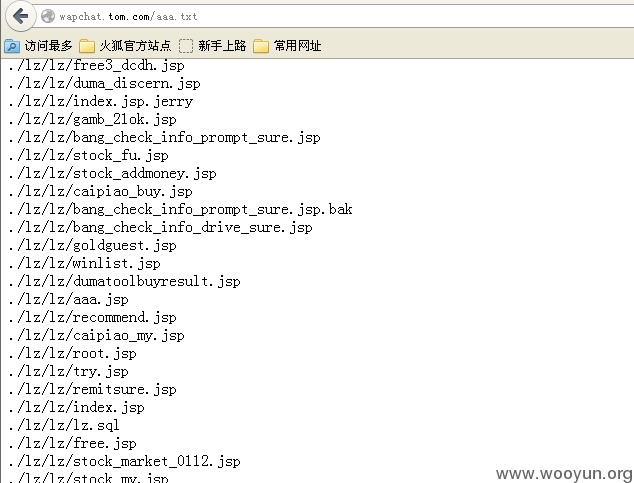 wapchat.tom.com/aaa.txt
访问最多 火狐官方站点 新手上路 常用网址
./lz/lz/free3_dcdh.jsp
./lz/lz/duma_discern.jsp
./lz/lz/index.jsp.jerry
./lz/lz/gamb_21ok.jsp
./lz/lz/bang_check_info_prompt_sure.jsp
./lz/lz/stock_fu.jsp
./lz/lz/stock_addmoney.jsp
./lz/lz/caipiao_buy.jsp
./lz/lz/bang_check_info_prompt_sure.jsp.bak
./lz/lz/bang_check_info_drive_sure.jsp
./lz/lz/goldguest.jsp
./lz/lz/winlist.jsp
./lz/lz/dumatoolbuyresult.jsp
./lz/lz/aaa.jsp
./lz/lz/recommend.jsp
./lz/lz/caipiao_my.jsp
./lz/lz/root.jsp
./lz/lz/try.jsp
./lz/lz/remitsure.jsp
./lz/lz/index.jsp
./lz/lz/lz.sql
./lz/lz/free.jsp
./lz/lz/stock_market_0112.jsp
./lz/lz/stock_my.jsp
www.wooyun.org